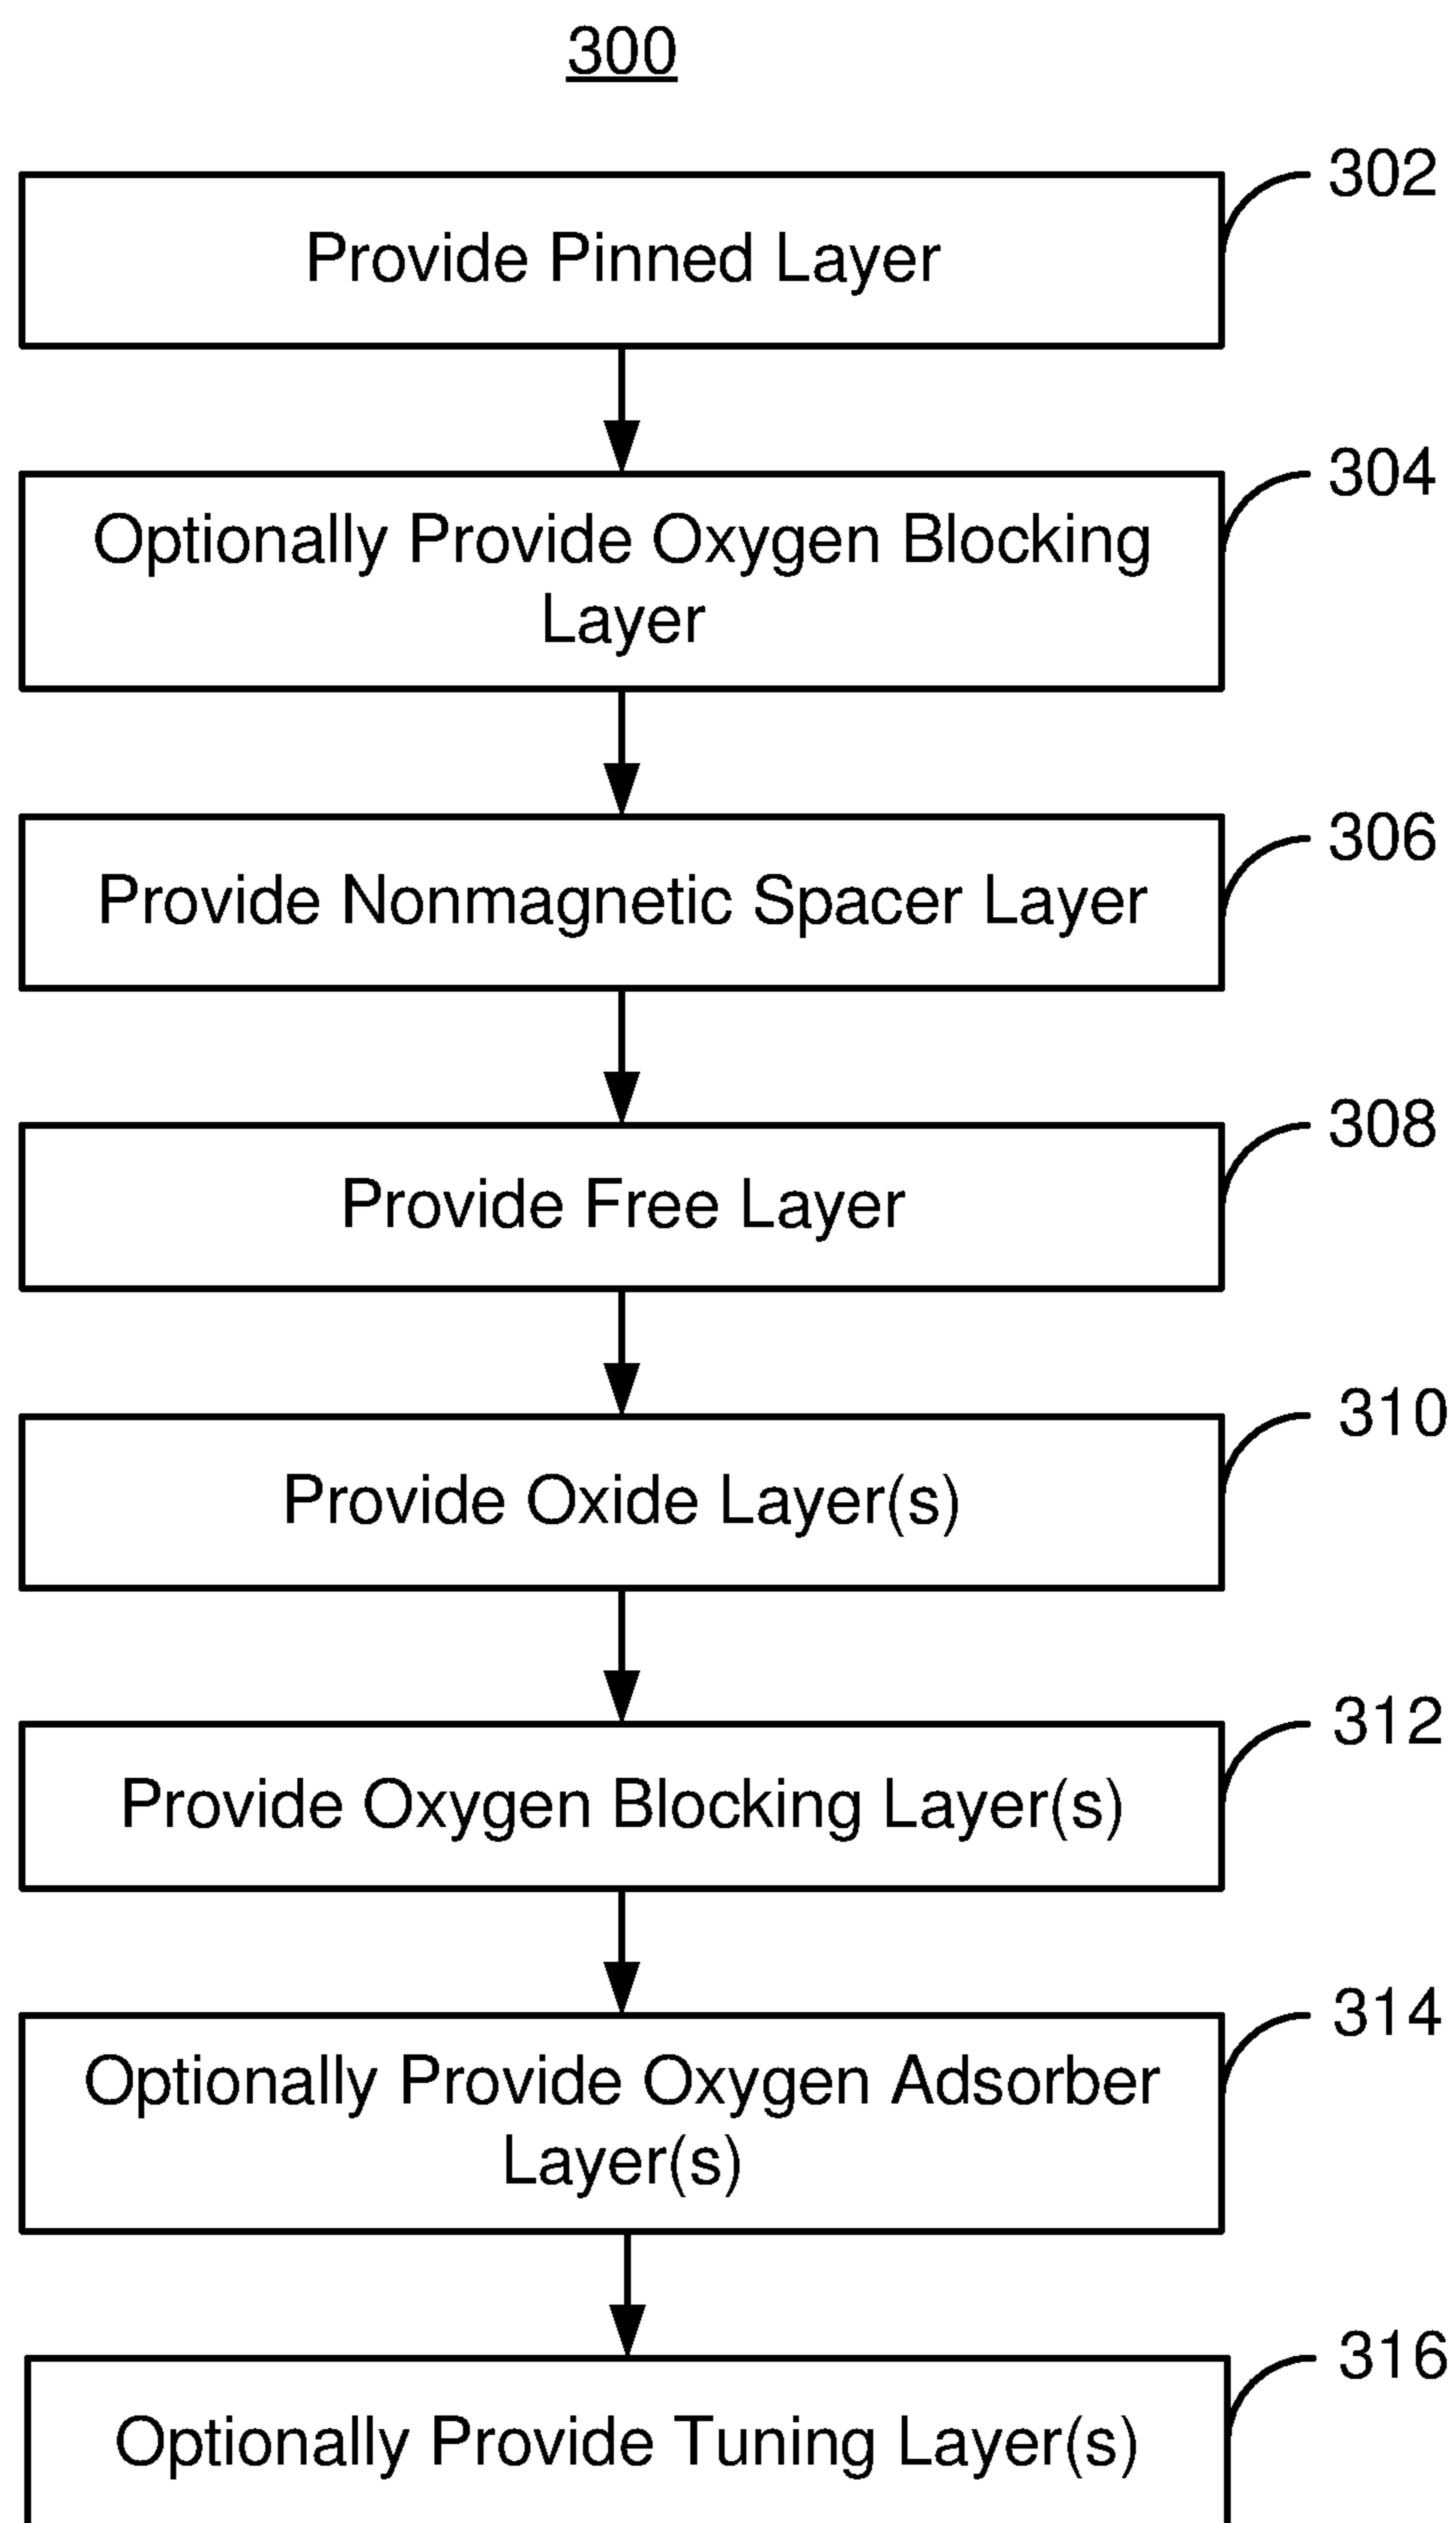 300
302
Provide Pinned Layer
304
Optionally Provide Oxygen Blocking
Layer
306
Provide Nonmagnetic Spacer Layer
308
Provide Free Layer
310
Provide Oxide Layer(s)
312
Provide Oxygen Blocking Layer(s)
314
Optionally Provide Oxygen Adsorber
Layer(s)
316
Optionally Provide Tuning Layer(s)